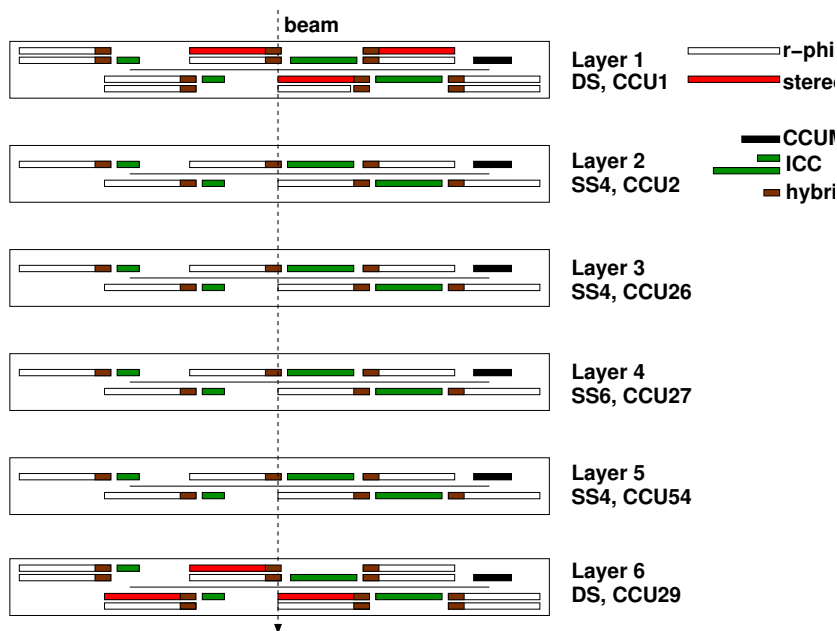 beam
Layer 1
DS, CCU1
r-phi
stereo
Layer 2
SS4, CCU2
CCUM
ICC
hybri
Layer 3
SS4, CCU26
Layer 4
SS6, CCU27
Layer 5
SS4, CCU54
Layer 6
DS, CCU29